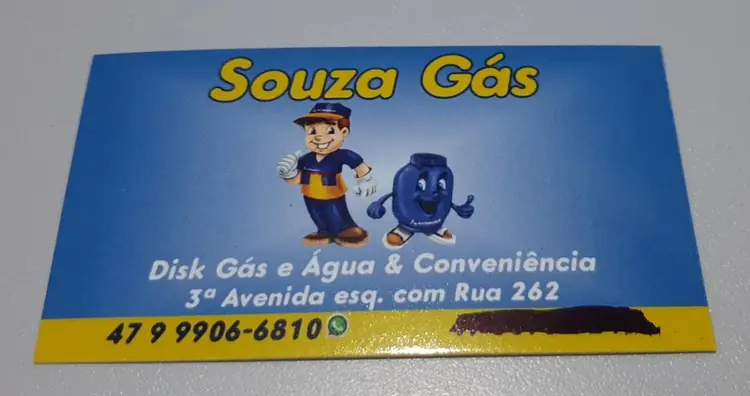 Souza Gás
Disk Gás e Água & Conveniência
3ª Avenida esq. com Rua 262
47 9 9906-6810